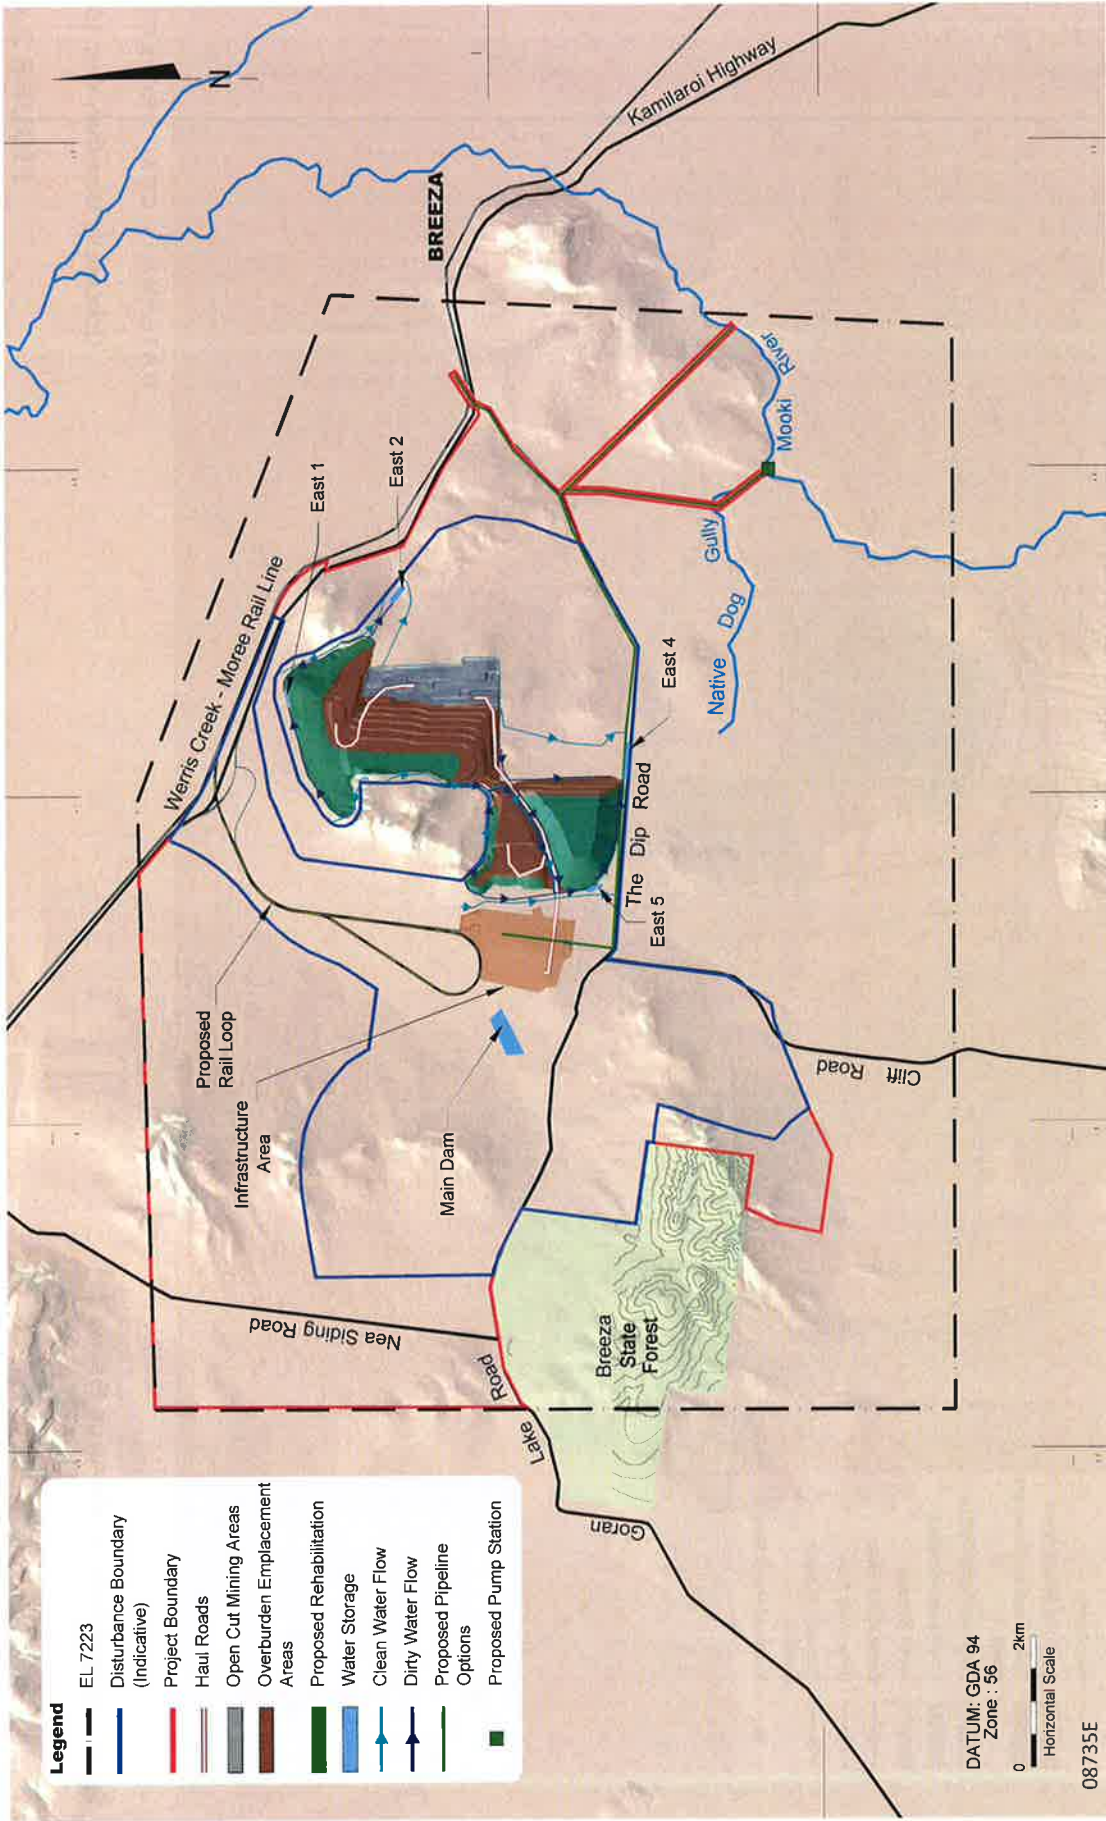 Legend
EL 7223
Disturbance Boundary
(Indicative)
Project Boundary
Haul Roads
Open Cut Mining Areas
Overburden Emplacement
Areas
Proposed Rehabilitation
Water Storage
Clean Water Flow
Dirty Water Flow
Proposed Pipeline
Options
Proposed Pump Station
DATUM: GDA 94
Zone : 56
0
2km
Horizontal Scale
08735E
N
Nea Siding Road
Goran
Lake
Road
Breeza
State
Forest
Infrastructure
Area
Proposed
Rail Loop
Main Dam
Werris Creek - Moree Rail Line
East 1
East 2
East 4
East 5
The Dip Road
Clift Road
Native Dog Gully
Mooki
River
BREEZA
Kamilaroi Highway